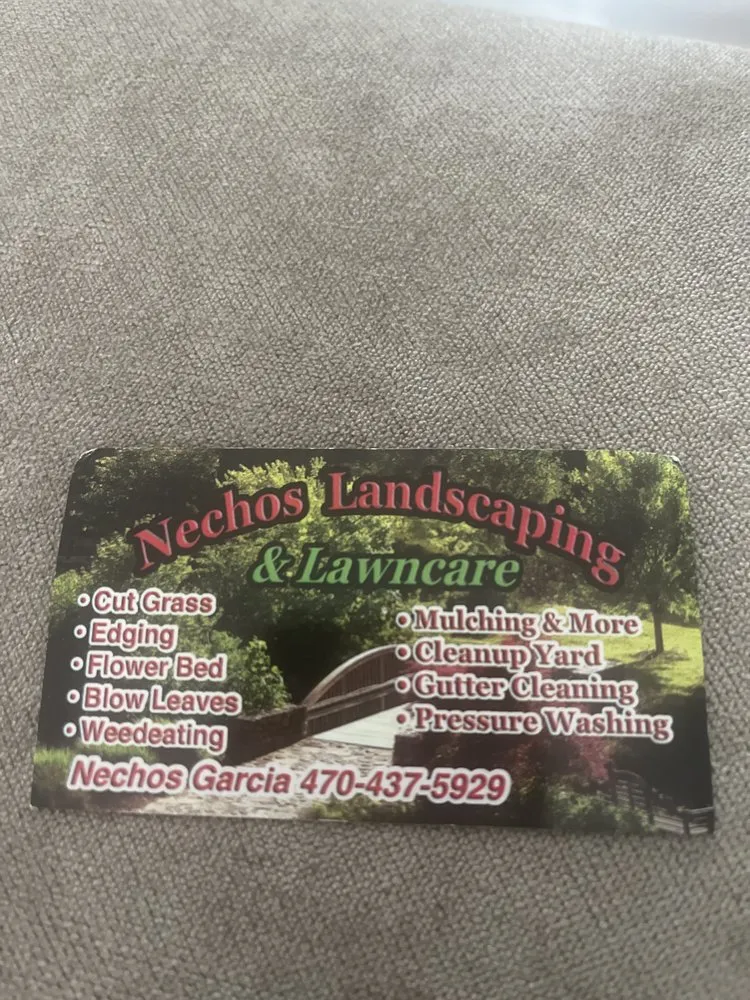 Nechos Landscaping
& Lawncare
• Cut Grass
• Edging
• Flower Bed
• Blow Leaves
• Weedeating
• Mulching & More
• Cleanup Yard
• Gutter Cleaning
• Pressure Washing
Nechos Garcia 470-437-5929